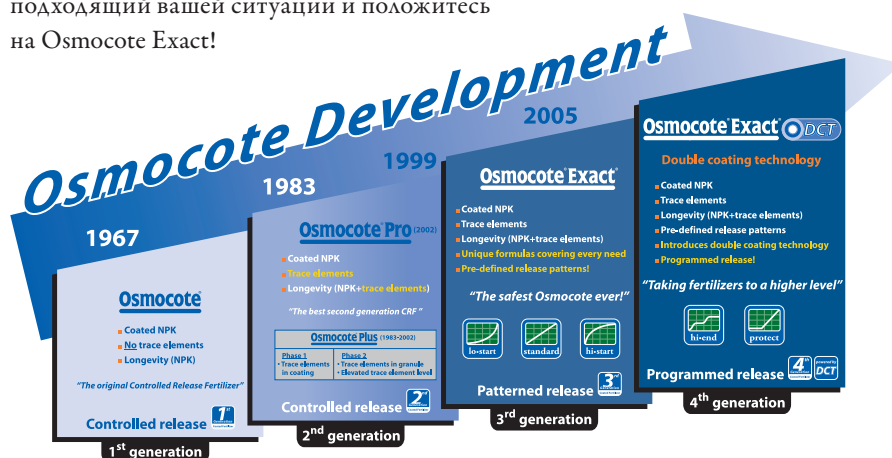 подходящий вашей ситуации и положитесь
на Osmocote Exact!
Osmocote Development
1967
1983
1999
2005
Osmocote®
Coated NPK
No trace elements
Longevity (NPK)
"The original Controlled Release Fertilizer"
Controlled release
1st
1st generation
Osmocote® Pro (2002)
Coated NPK
Trace elements
Longevity (NPK+trace elements)
"The best second generation CRF "
Osmocote® Plus (1983-2002)
Phase 1
• Trace elements
in coating
Phase 2
• Trace elements in granule
• Elevated trace element level
Controlled release
2nd
2nd generation
Osmocote® Exact®
Coated NPK
Trace elements
Longevity (NPK+trace elements)
Unique formulas covering every need
Pre-defined release patterns!
"The safest Osmocote ever!"
lo-start
standard
hi-start
Patterned release
3rd
3rd generation
Osmocote® Exact® DCT
Double coating technology
Coated NPK
Trace elements
Longevity (NPK+trace elements)
Pre-defined release patterns
Introduces double coating technology
Programmed release!
"Taking fertilizers to a higher level"
hi-end
protect
Programmed release
4th
powered by
DCT
4th generation